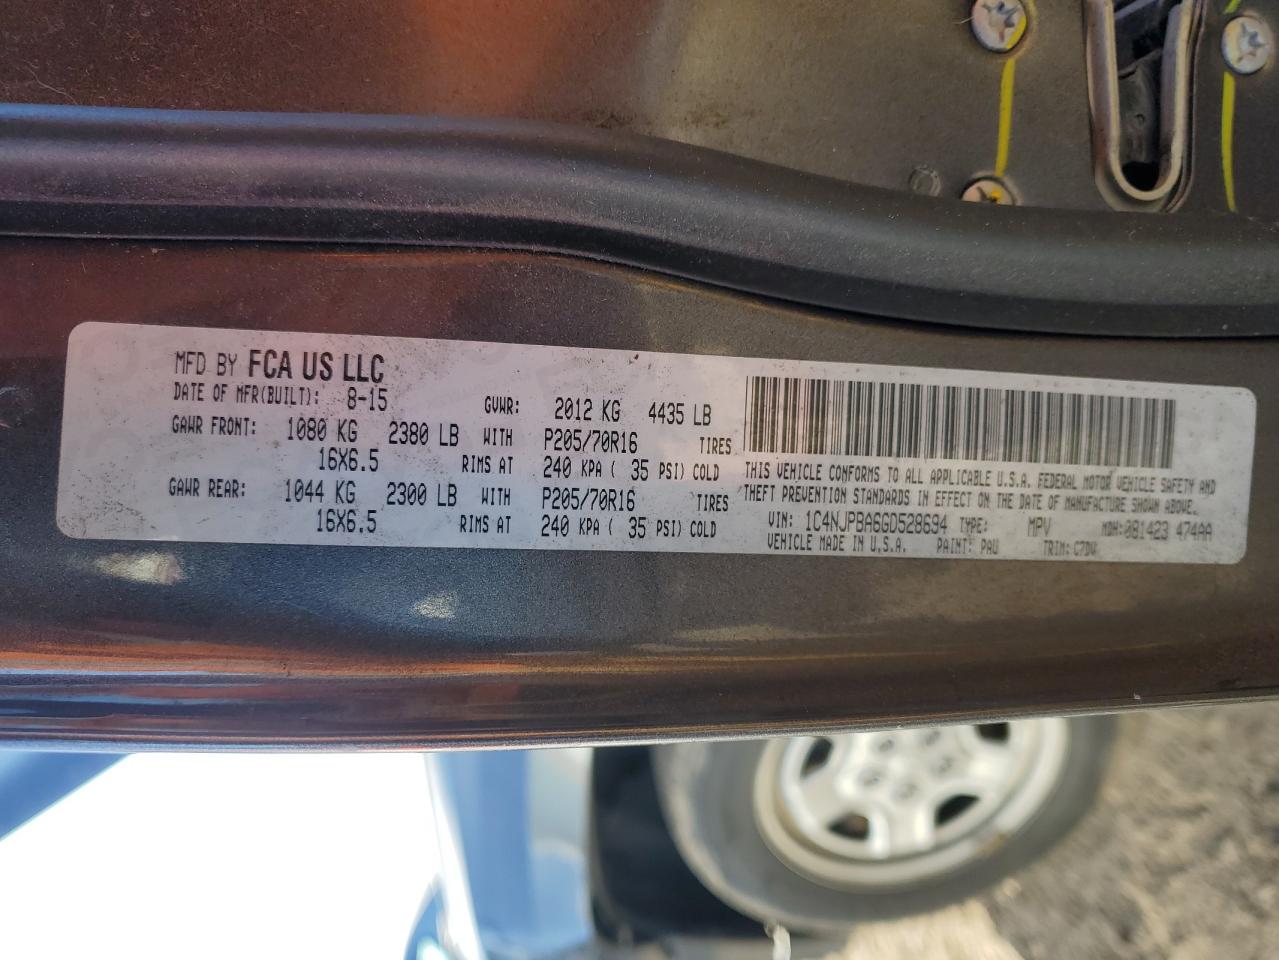 MFD BY FCA US LLC
DATE OF MFR(BUILT): 8-15 GVWR: 2012 KG 4435 LB
GAWR FRONT: 1080 KG 2380 LB WITH P205/70R16 TIRES
16X6.5 RIMS AT 240 KPA ( 35 PSI) COLD
GAWR REAR: 1044 KG 2300 LB WITH P205/70R16 TIRES
16X6.5 RIMS AT 240 KPA ( 35 PSI) COLD
THIS VEHICLE CONFORMS TO ALL APPLICABLE U.S.A. FEDERAL MOTOR VEHICLE SAFETY AND
THEFT PREVENTION STANDARDS IN EFFECT ON THE DATE OF MANUFACTURE SHOWN ABOVE.
VIN: 1C4NJPBA6GD528694 TYPE: MPV MDH:081423 474AA
VEHICLE MADE IN U.S.A. PAINT: PAU TRIM: C7DV